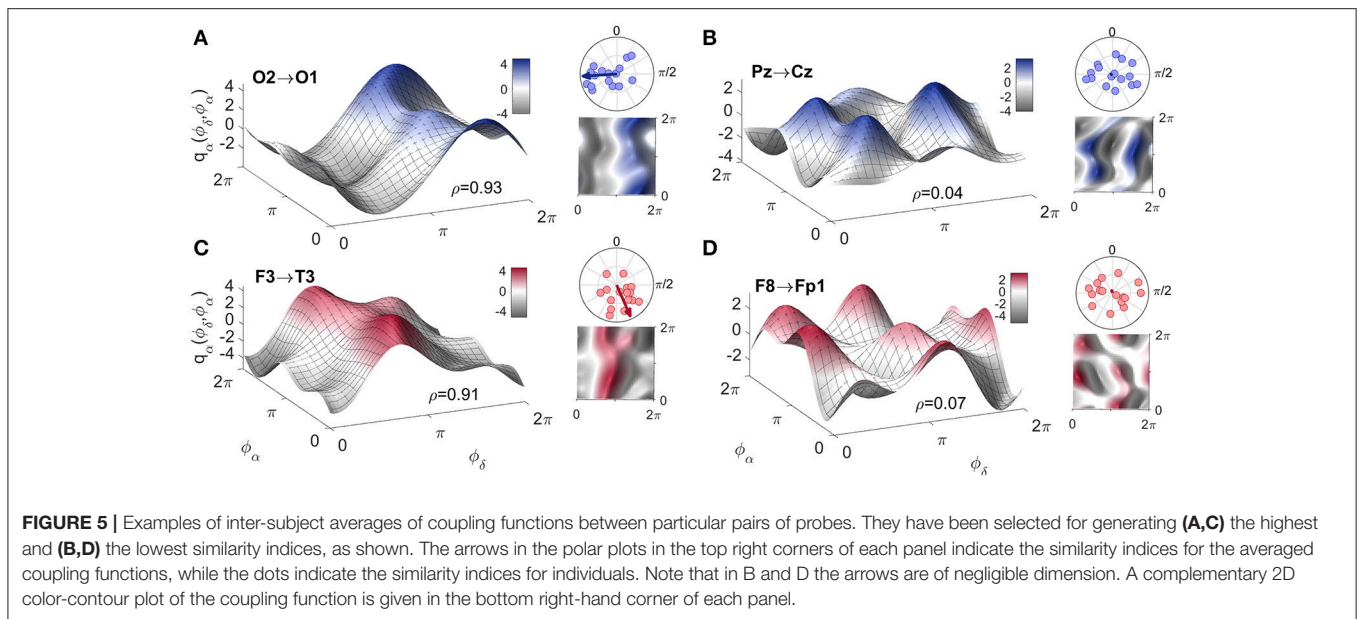 A
O2→O1
q_α(ϕ_δ,ϕ_α)
4
2
0
-2
2π
π
0
0
π
2π
ρ=0.93
4
-4
0
π/2
2π
0
0
2π
B
Pz→Cz
2
0
-2
-4
2π
π
0
0
π
2π
ρ=0.04
2
0
-2
-4
0
π/2
2π
0
0
2π
C
F3→T3
q_α(ϕ_δ,ϕ_α)
4
2
0
-2
-4
2π
π
0
0
π
2π
ϕ_α
ϕ_δ
ρ=0.91
4
0
-4
0
π/2
2π
0
0
2π
D
F8→Fp1
2
0
-2
2π
π
0
0
π
2π
ϕ_α
ϕ_δ
ρ=0.07
2
0
-2
-4
0
π/2
2π
0
0
2π
FIGURE 5 | Examples of inter-subject averages of coupling functions between particular pairs of probes. They have been selected for generating (A,C) the highest
and (B,D) the lowest similarity indices, as shown. The arrows in the polar plots in the top right corners of each panel indicate the similarity indices for the averaged
coupling functions, while the dots indicate the similarity indices for individuals. Note that in B and D the arrows are of negligible dimension. A complementary 2D
color-contour plot of the coupling function is given in the bottom right-hand corner of each panel.